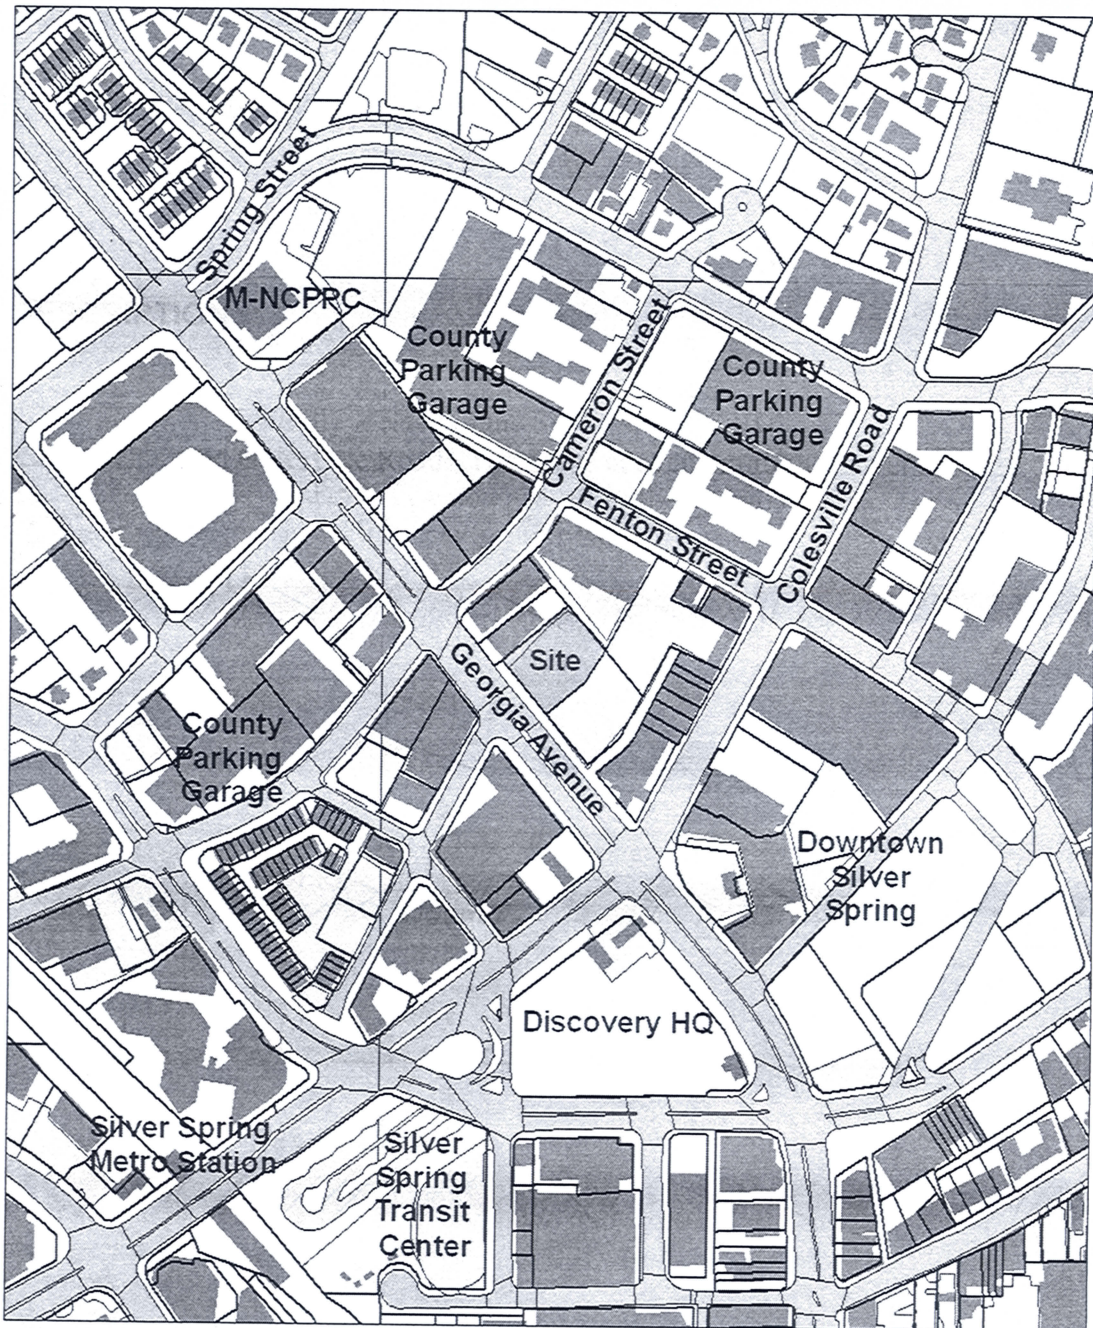 Spring Street
M-NCPPC
County
Parking
Garage
Cameron Street
County
Parking
Garage
Colesville Road
Fenton Street
Site
Georgia Avenue
County
Parking
Garage
Downtown
Silver
Spring
Discovery HQ
Silver Spring
Metro Station
Silver
Spring
Transit
Center